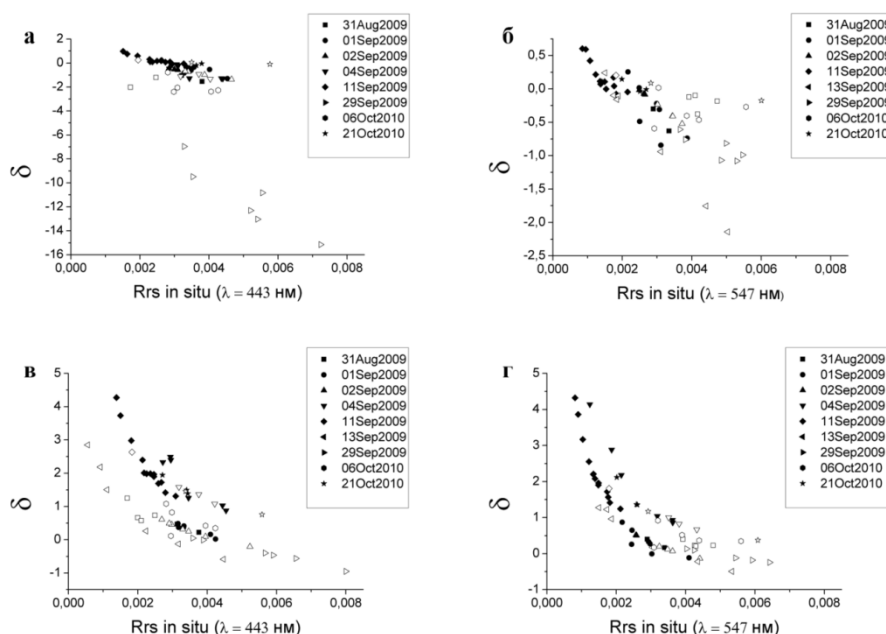 а
2
0
-2
-4
-6
-8
-10
-12
-14
-16
δ
0,000 0,002 0,004 0,006 0,008
Rrs in situ (λ = 443 нм)
31Aug2009
01Sep2009
02Sep2009
04Sep2009
11Sep2009
29Sep2009
06Oct2010
21Oct2010
б
0,5
0,0
-0,5
-1,0
-1,5
-2,0
-2,5
δ
0,000 0,002 0,004 0,006 0,008
Rrs in situ (λ = 547 нм)
31Aug2009
01Sep2009
02Sep2009
11Sep2009
13Sep2009
29Sep2009
06Oct2010
21Oct2010
в
5
4
3
2
1
0
-1
δ
0,000 0,002 0,004 0,006 0,008
Rrs in situ (λ = 443 нм)
31Aug2009
01Sep2009
02Sep2009
04Sep2009
11Sep2009
13Sep2009
29Sep2009
06Oct2010
21Oct2010
г
5
4
3
2
1
0
-1
δ
0,000 0,002 0,004 0,006 0,008
Rrs in situ (λ = 547 нм)
31Aug2009
01Sep2009
02Sep2009
04Sep2009
11Sep2009
13Sep2009
29Sep2009
06Oct2010
21Oct2010